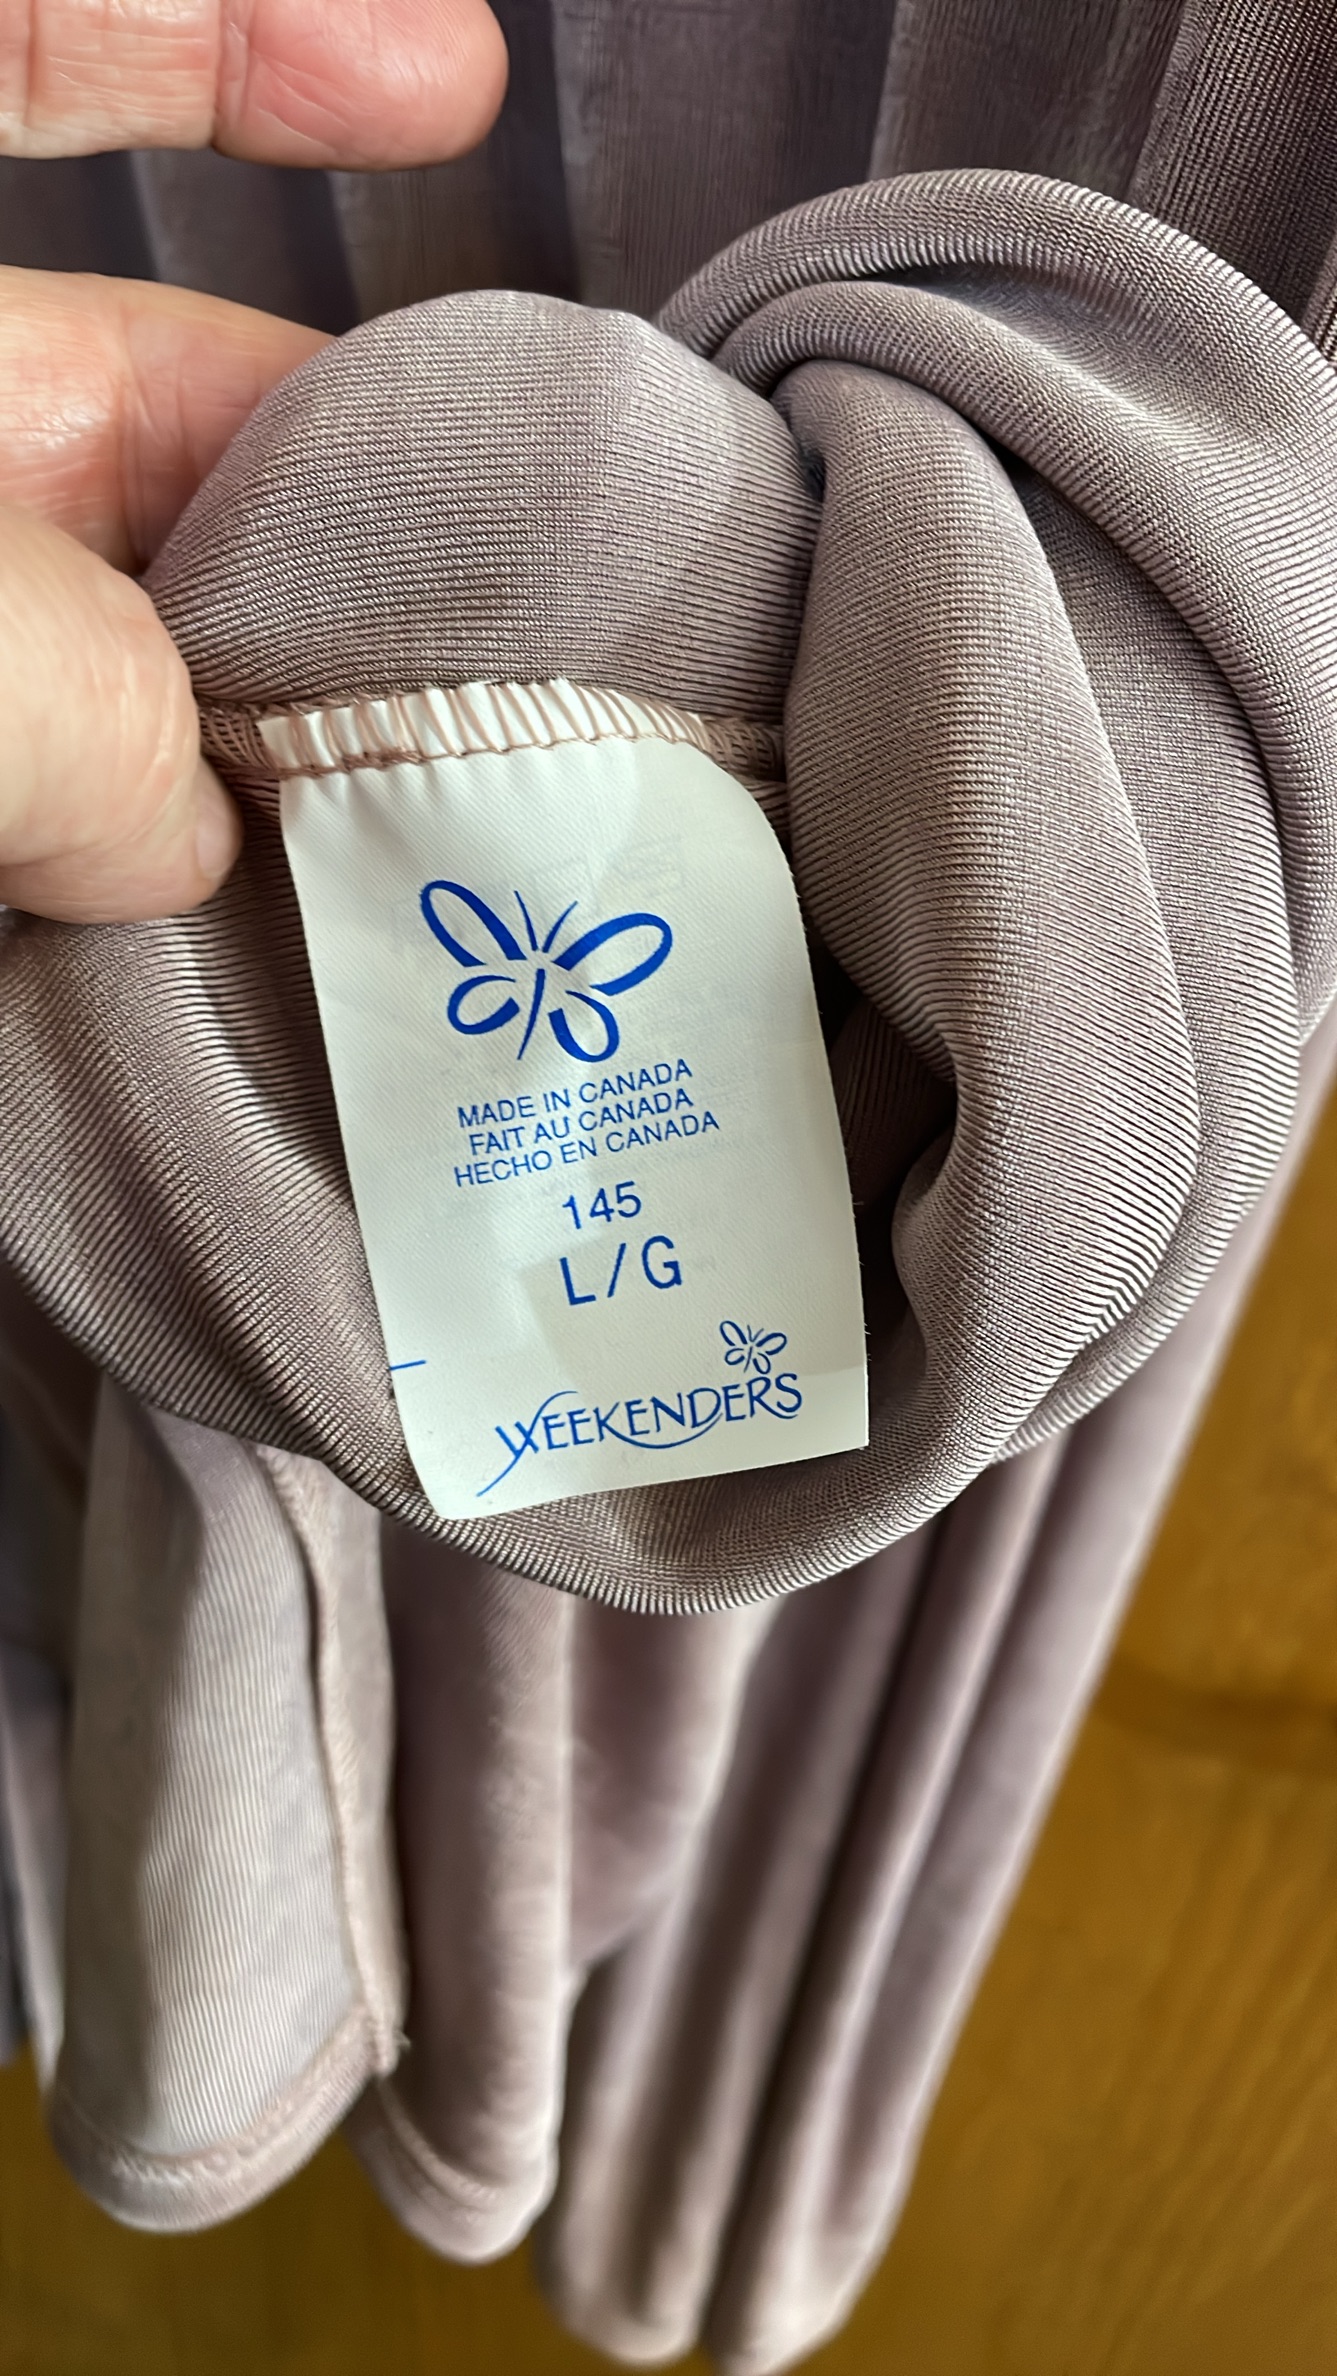 MADE IN CANADA
FAIT AU CANADA
HECHO EN CANADA
145
L/G
WEEKENDERS